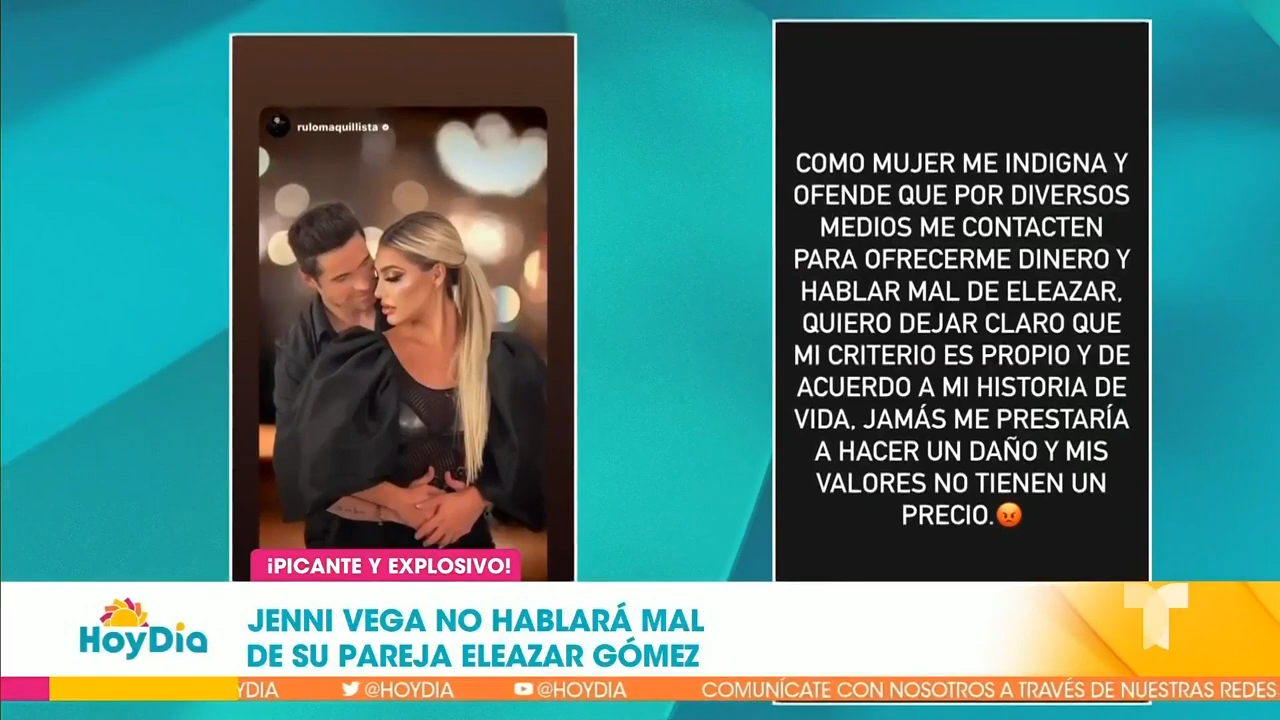 rulomaquillista
COMO MUJER ME INDIGNA Y
OFENDE QUE POR DIVERSOS
MEDIOS ME CONTACTEN
PARA OFRECERME DINERO Y
HABLAR MAL DE ELEAZAR,
QUIERO DEJAR CLARO QUE
MI CRITERIO ES PROPIO Y DE
ACUERDO A MI HISTORIA DE
VIDA, JAMÁS ME PRESTARÍA
A HACER UN DAÑO Y MIS
VALORES NO TIENEN UN
PRECIO.😡
¡PICANTE Y EXPLOSIVO!
HoyDía
JENNI VEGA NO HABLARÁ MAL
DE SU PAREJA ELEAZAR GÓMEZ
T
YDIA @HOYDIA @HOYDIA COMUNÍCATE CON NOSOTROS A TRAVÉS DE NUESTRAS REDES